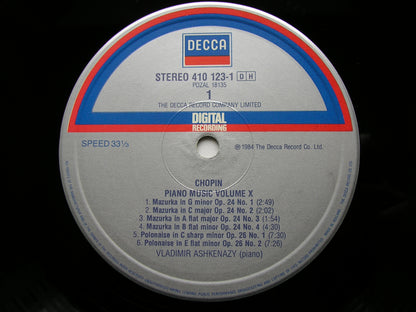 DECCA
STEREO 410 123-1 DH
PDZAL 18135
1
THE DECCA RECORD COMPANY LIMITED
DIGITAL
RECORDING
SPEED 33⅓
℗ 1984 The Decca Record Co. Ltd.
CHOPIN
PIANO MUSIC VOLUME X
1. Mazurka in G minor Op. 24 No. 1 (2:49)
2. Mazurka in C major Op. 24 No. 2 (2:02)
3. Mazurka in A flat major Op. 24 No. 3 (1:54)
4. Mazurka in B flat minor Op. 24 No. 4 (4:30)
5. Polonaise in C sharp minor Op. 26 No. 1 (7:30)
6. Polonaise in E flat minor Op. 26 No. 2 (7:26)
VLADIMIR ASHKENAZY (piano)